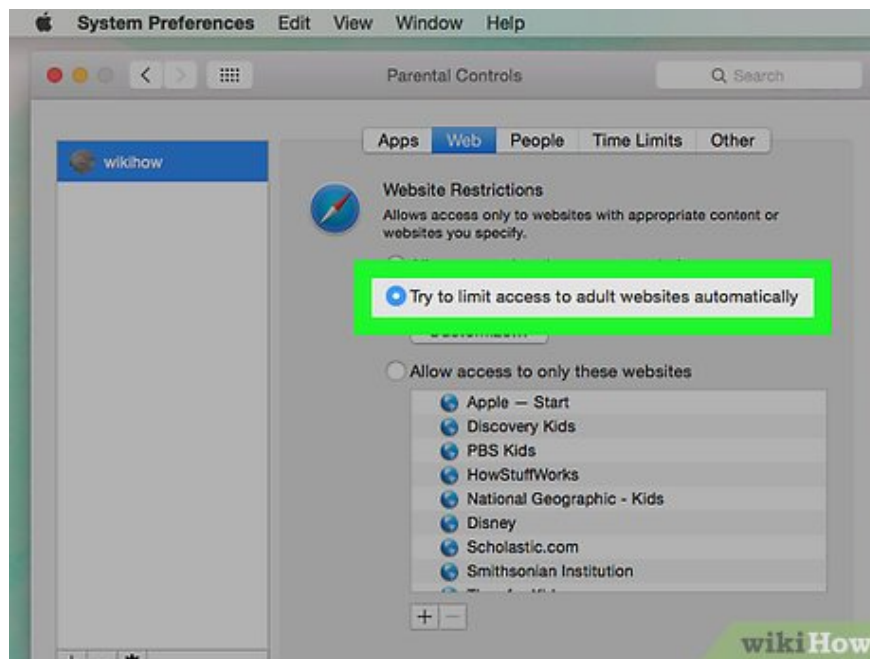 System Preferences Edit View Window Help
Parental Controls
Search
Apps Web People Time Limits Other
wikihow
Website Restrictions
Allows access only to websites with appropriate content or
websites you specify.
Try to limit access to adult websites automatically
Allow access to only these websites
Apple — Start
Discovery Kids
PBS Kids
HowStuffWorks
National Geographic - Kids
Disney
Scholastic.com
Smithsonian Institution
+ −
wikiHow